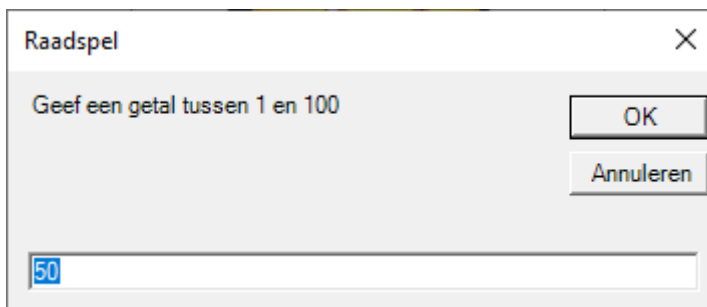 Raadspel
Geef een getal tussen 1 en 100
OK
Annuleren
50